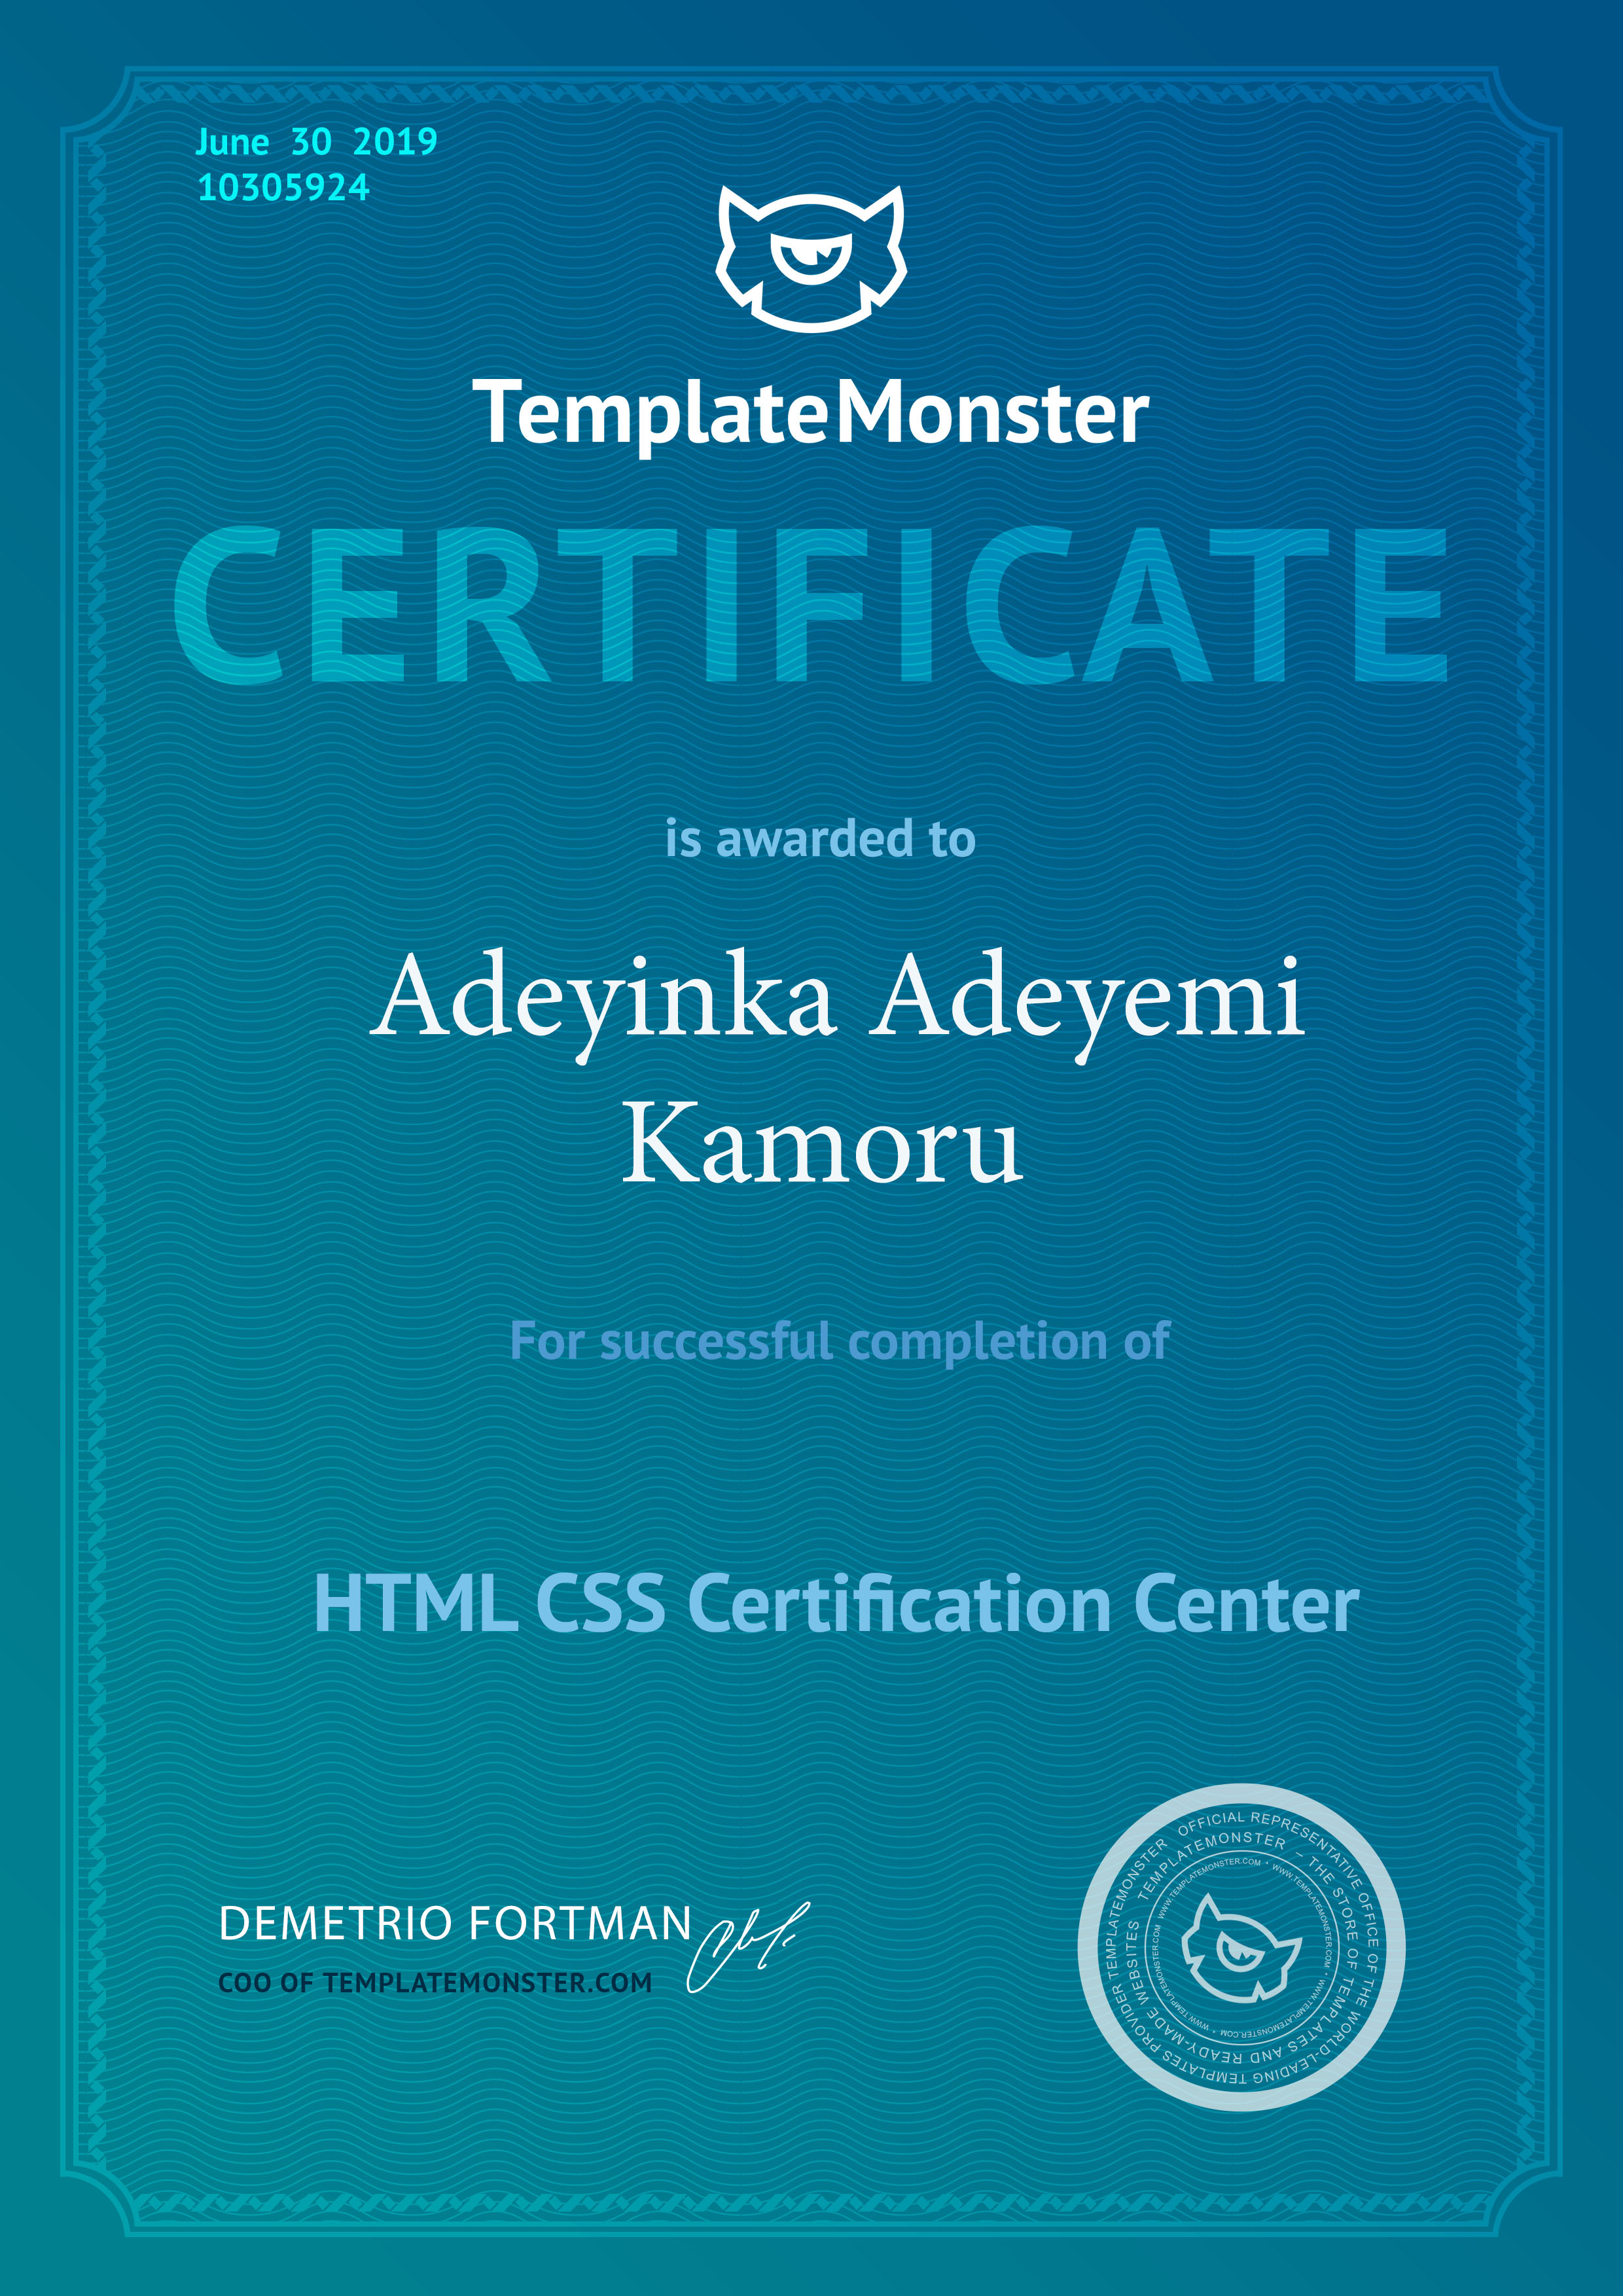 June 30 2019
10305924
TemplateMonster
CERTIFICATE
is awarded to
Adeyinka Adeyemi
Kamoru
For successful completion of
HTML CSS Certification Center
DEMETRIO FORTMAN
COO OF TEMPLATEMONSTER.COM
OFFICIAL REPRESENTATIVE OFFICE OF THE WORLD-LEADING TEMPLATES PROVIDER TEMPLATEMONSTER
TEMPLATEMONSTER – THE STORE OF TEMPLATES AND READY-MADE WEBSITES
WWW.TEMPLATEMONSTER.COM * WWW.TEMPLATEMONSTER.COM * WWW.TEMPLATEMONSTER.COM * WWW.TEMPLATEMONSTER.COM